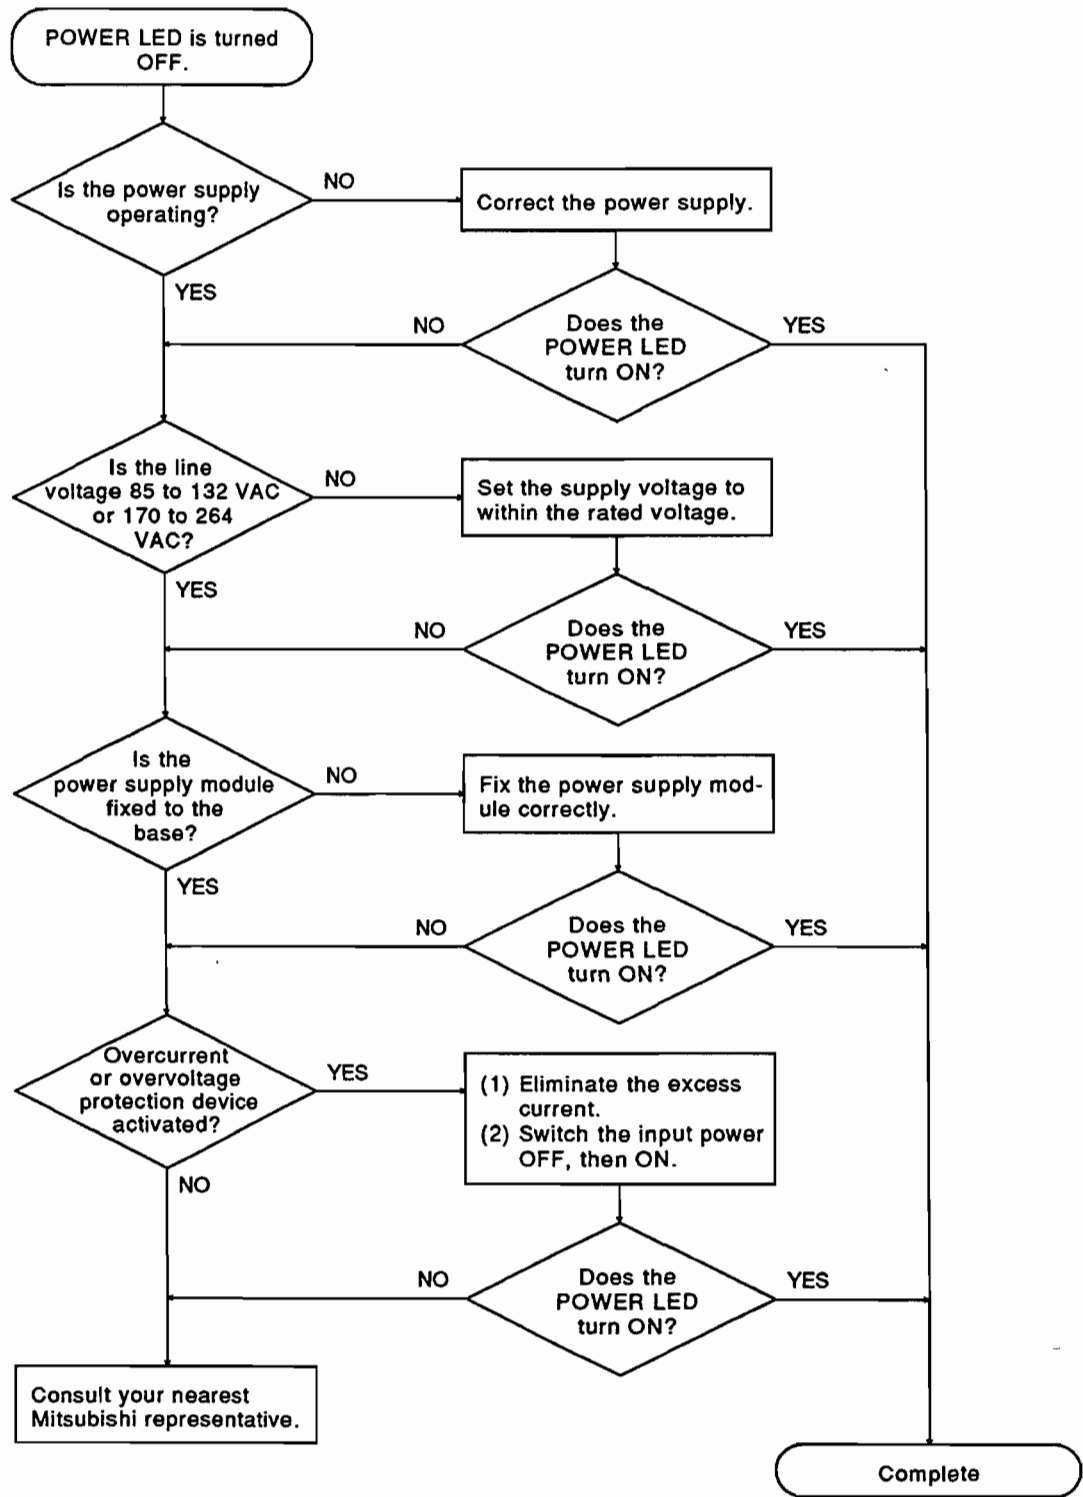 POWER LED is turned
OFF.
Is the power supply
operating?
NO
Correct the power supply.
YES
NO
Does the
POWER LED
turn ON?
YES
Is the line
voltage 85 to 132 VAC
or 170 to 264
VAC?
NO
Set the supply voltage to
within the rated voltage.
YES
NO
Does the
POWER LED
turn ON?
YES
Is the
power supply module
fixed to the
base?
NO
Fix the power supply mod-
ule correctly.
YES
NO
Does the
POWER LED
turn ON?
YES
Overcurrent
or overvoltage
protection device
activated?
YES
(1) Eliminate the excess
current.
(2) Switch the input power
OFF, then ON.
NO
NO
Does the
POWER LED
turn ON?
YES
Consult your nearest
Mitsubishi representative.
Complete